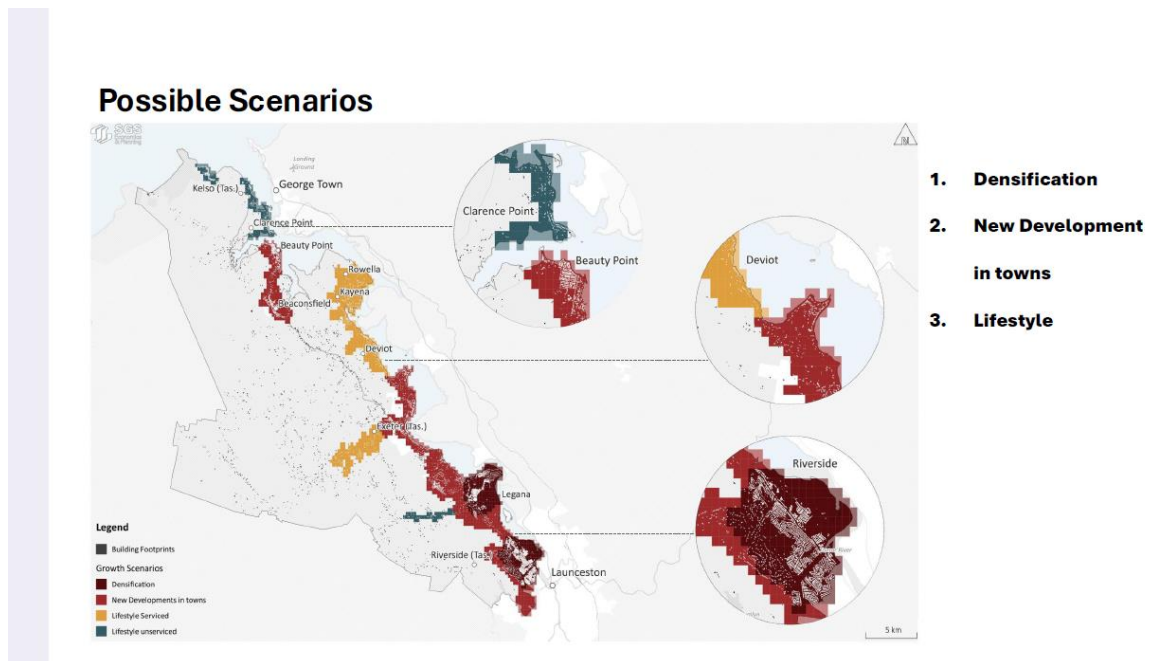 Possible Scenarios
SGS
Economics
& Planning
Landing
Ground
George Town
Kelso (Tas.)
Clarence Point
Beauty Point
Rowella
Kayena
Beaconsfield
Deviot
Exeter (Tas.)
Legana
Riverside (Tas.)
Launceston
Clarence Point
Beauty Point
Deviot
Riverside
River
5 km
Legend
Building Footprints
Growth Scenarios
Densification
New Developments in towns
Lifestyle Serviced
Lifestyle unserviced
1. Densification
2. New Development
in towns
3. Lifestyle